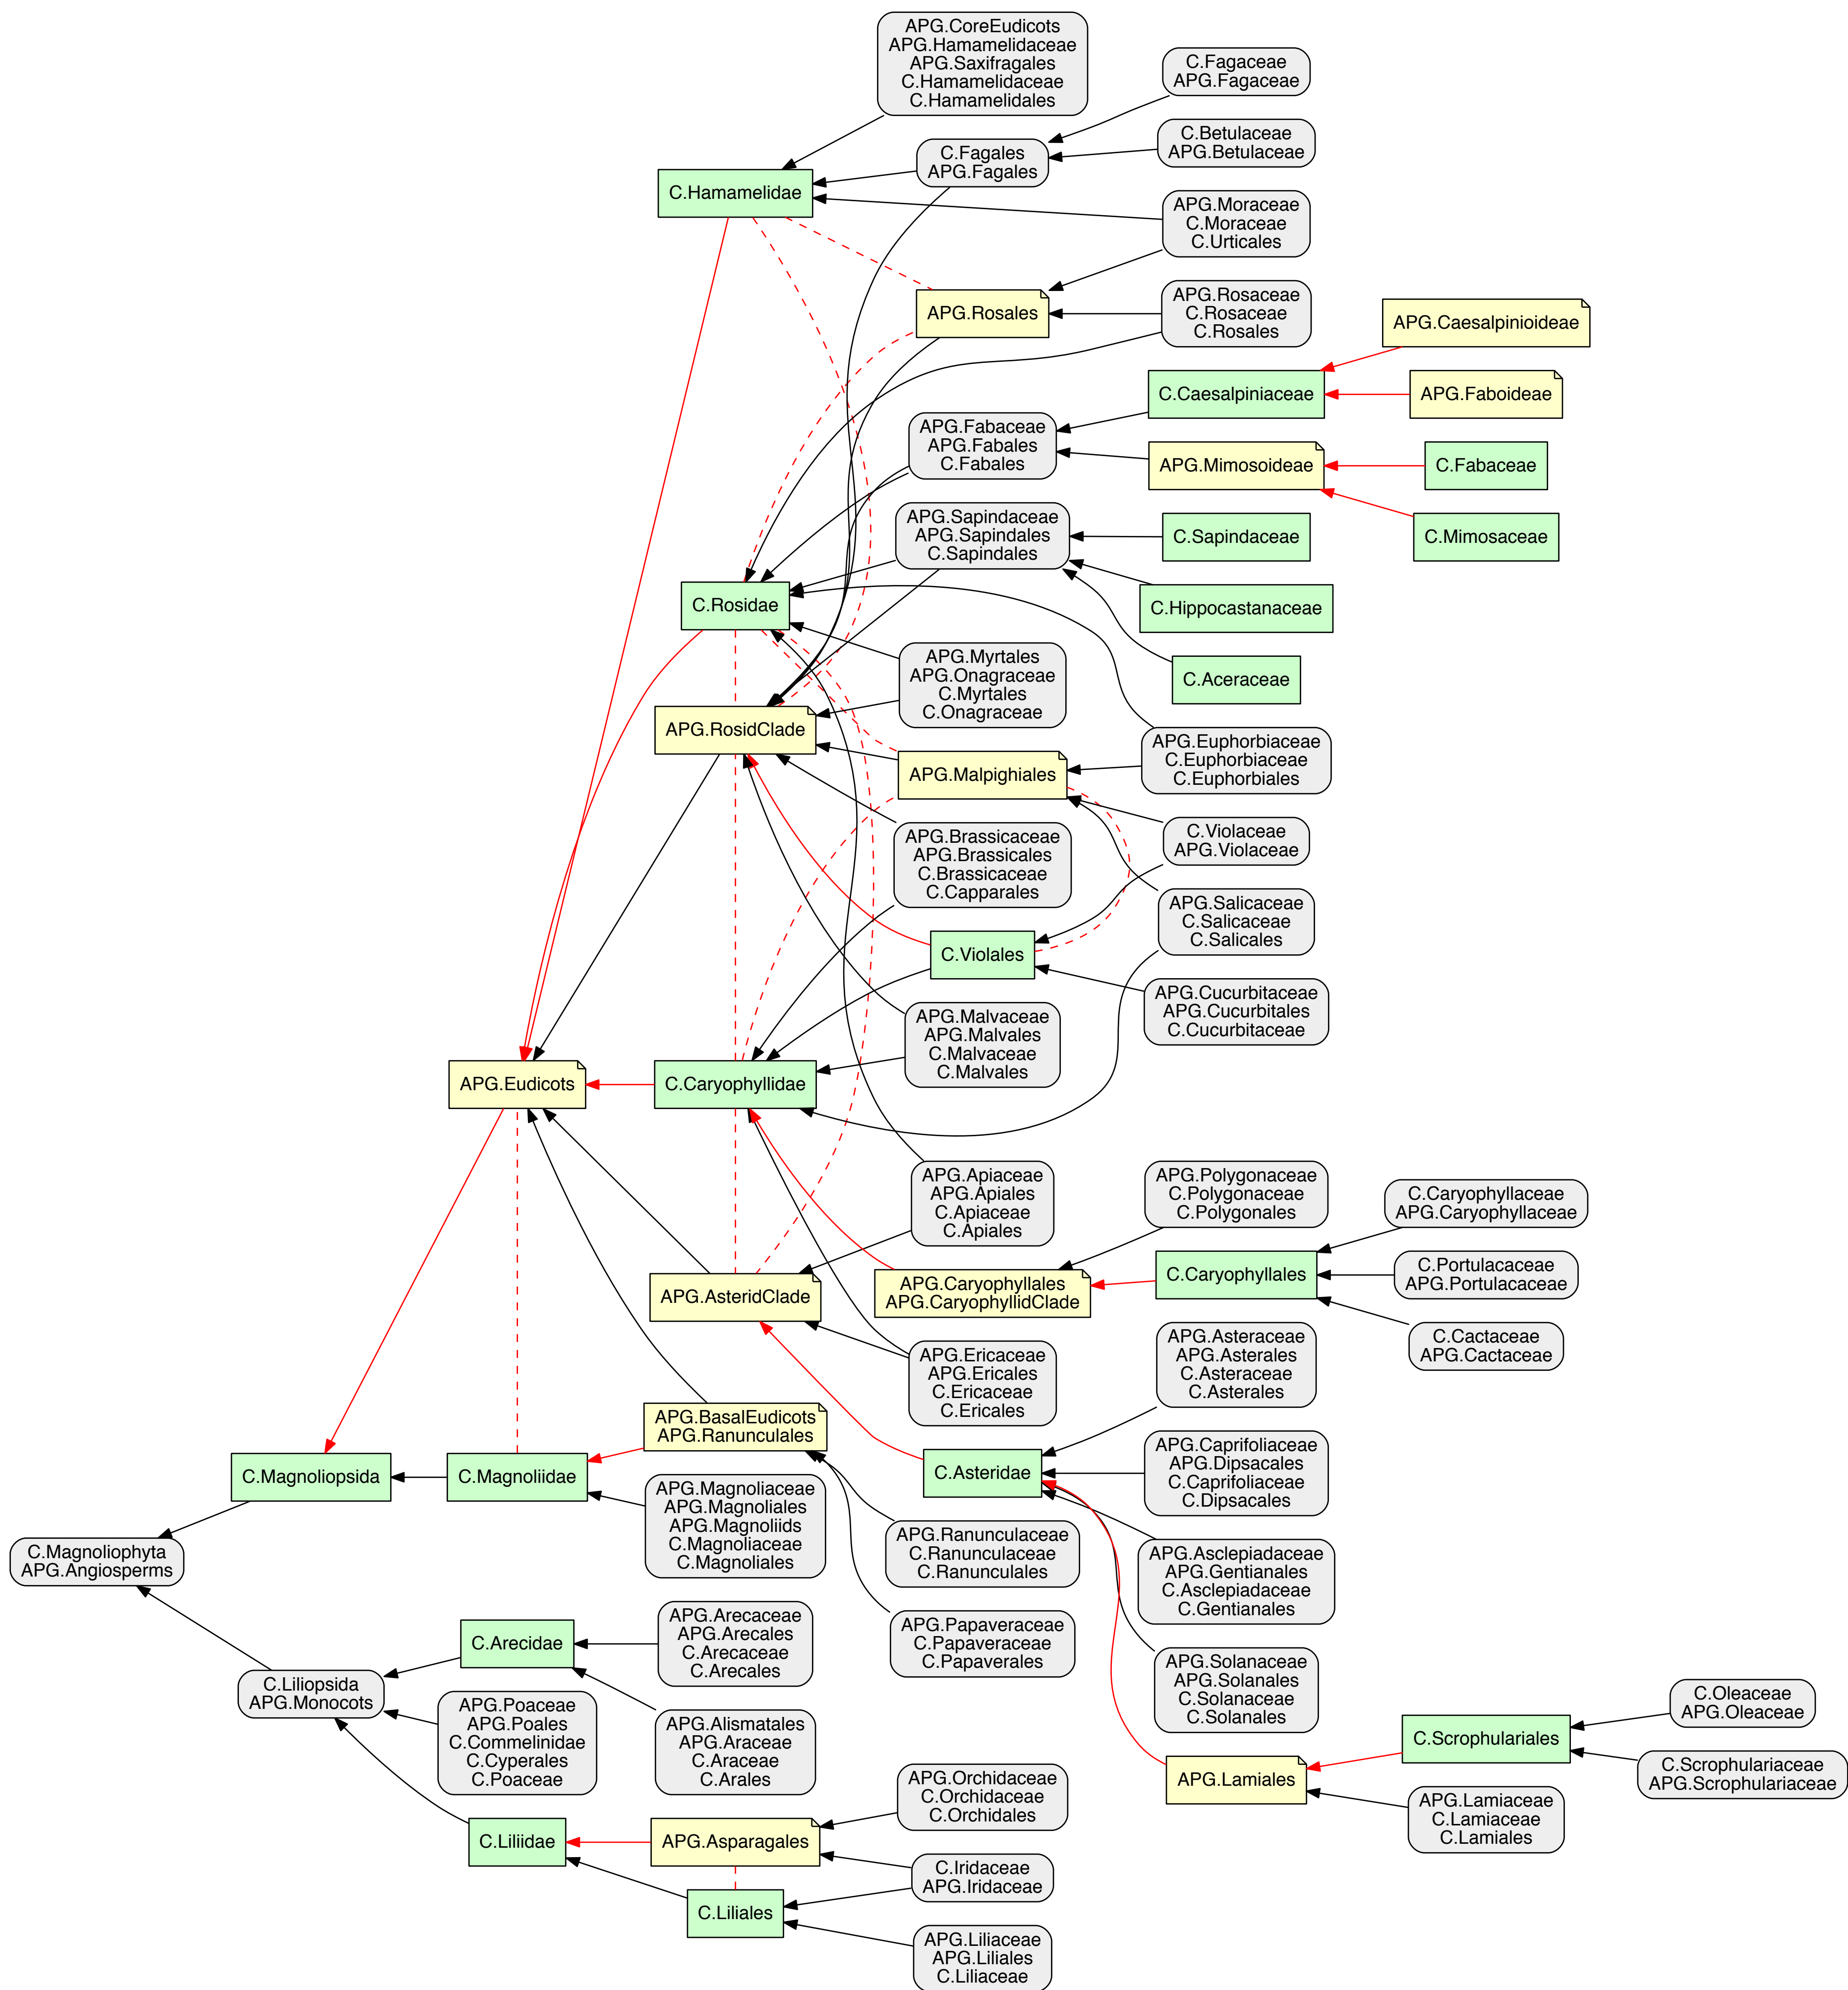 APG.CoreEudicots
APG.Hamamelidaceae
APG.Saxifragales
C.Hamamelidaceae
C.Hamamelidales
C.Fagaceae
APG.Fagaceae
C.Betulaceae
APG.Betulaceae
C.Fagales
APG.Fagales
C.Hamamelidae
APG.Moraceae
C.Moraceae
C.Urticales
APG.Rosales
APG.Rosaceae
C.Rosaceae
C.Rosales
APG.Caesalpinioideae
C.Caesalpiniaceae
APG.Faboideae
APG.Fabaceae
APG.Fabales
C.Fabales
APG.Mimosoideae
C.Fabaceae
APG.Sapindaceae
APG.Sapindales
C.Sapindales
C.Sapindaceae
C.Mimosaceae
C.Rosidae
C.Hippocastanaceae
APG.Myrtales
APG.Onagraceae
C.Myrtales
C.Onagraceae
C.Aceraceae
APG.RosidClade
APG.Malpighiales
APG.Euphorbiaceae
C.Euphorbiaceae
C.Euphorbiales
APG.Brassicaceae
APG.Brassicales
C.Brassicaceae
C.Capparales
C.Violaceae
APG.Violaceae
APG.Salicaceae
C.Salicaceae
C.Salicales
C.Violales
APG.Cucurbitaceae
APG.Cucurbitales
C.Cucurbitaceae
APG.Malvaceae
APG.Malvales
C.Malvaceae
C.Malvales
APG.Eudicots
C.Caryophyllidae
APG.Apiaceae
APG.Apiales
C.Apiaceae
C.Apiales
APG.Polygonaceae
C.Polygonaceae
C.Polygonales
C.Caryophyllaceae
APG.Caryophyllaceae
APG.AsteridClade
APG.Caryophyllales
APG.CaryophyllidClade
C.Caryophyllales
C.Portulacaceae
APG.Portulacaceae
C.Cactaceae
APG.Cactaceae
APG.Ericaceae
APG.Ericales
C.Ericaceae
C.Ericales
APG.Asteraceae
APG.Asterales
C.Asteraceae
C.Asterales
APG.BasalEudicots
APG.Ranunculales
C.Magnoliopsida
C.Magnoliidae
C.Asteridae
APG.Caprifoliaceae
APG.Dipsacales
C.Caprifoliaceae
C.Dipsacales
APG.Magnoliaceae
APG.Magnoliales
APG.Magnoliids
C.Magnoliaceae
C.Magnoliales
C.Magnoliophyta
APG.Angiosperms
APG.Ranunculaceae
C.Ranunculaceae
C.Ranunculales
APG.Asclepiadaceae
APG.Gentianales
C.Asclepiadaceae
C.Gentianales
C.Arecidae
APG.Arecaceae
APG.Arecales
C.Arecaceae
C.Arecales
APG.Papaveraceae
C.Papaveraceae
C.Papaverales
C.Liliopsida
APG.Monocots
APG.Poaceae
APG.Poales
C.Commelinidae
C.Cyperales
C.Poaceae
APG.Alismatales
APG.Araceae
C.Araceae
C.Arales
APG.Solanaceae
APG.Solanales
C.Solanaceae
C.Solanales
C.Oleaceae
APG.Oleaceae
C.Scrophulariales
C.Scrophulariaceae
APG.Scrophulariaceae
APG.Lamiales
APG.Lamiaceae
C.Lamiaceae
C.Lamiales
APG.Orchidaceae
C.Orchidaceae
C.Orchidales
C.Liliidae
APG.Asparagales
C.Iridaceae
APG.Iridaceae
C.Liliales
APG.Liliaceae
APG.Liliales
C.Liliaceae